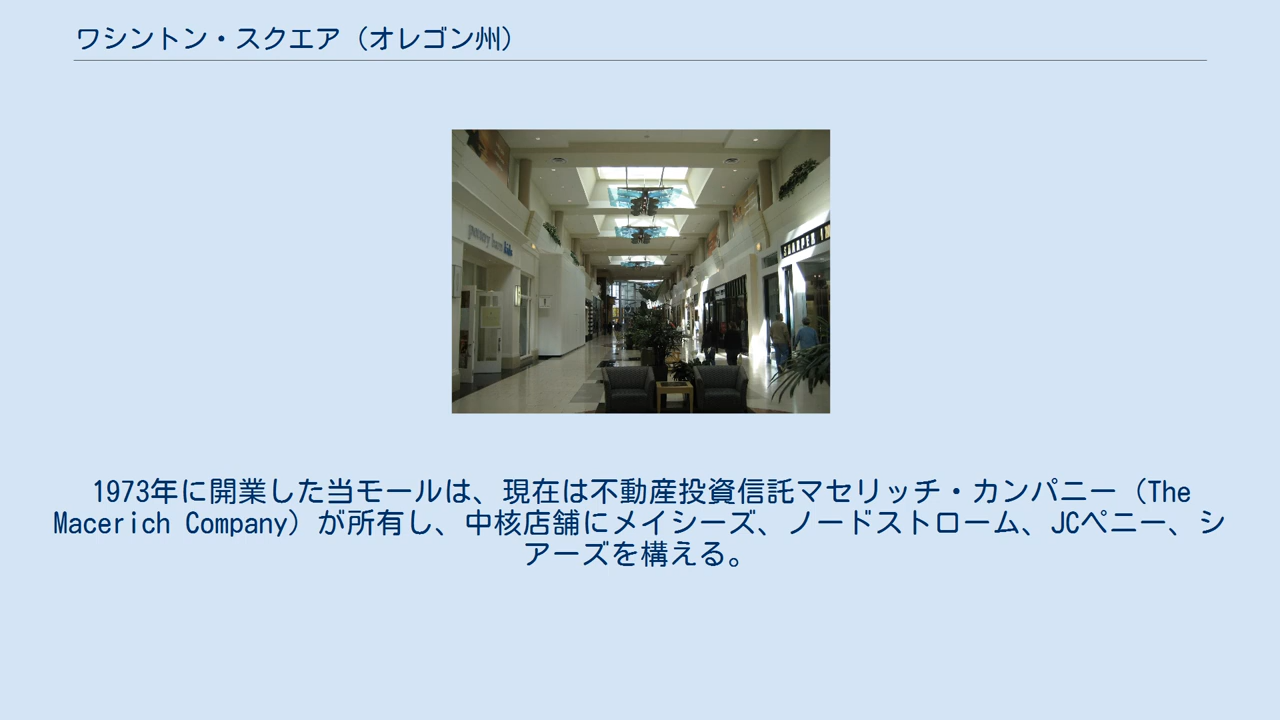 ワシントン・スクエア（オレゴン州）
pottery barn kids
1973年に開業した当モールは、現在は不動産投資信託マセリッチ・カンパニー（The
Macerich Company）が所有し、中核店舗にメイシーズ、ノードストローム、JCペニー、シ
アーズを構える。